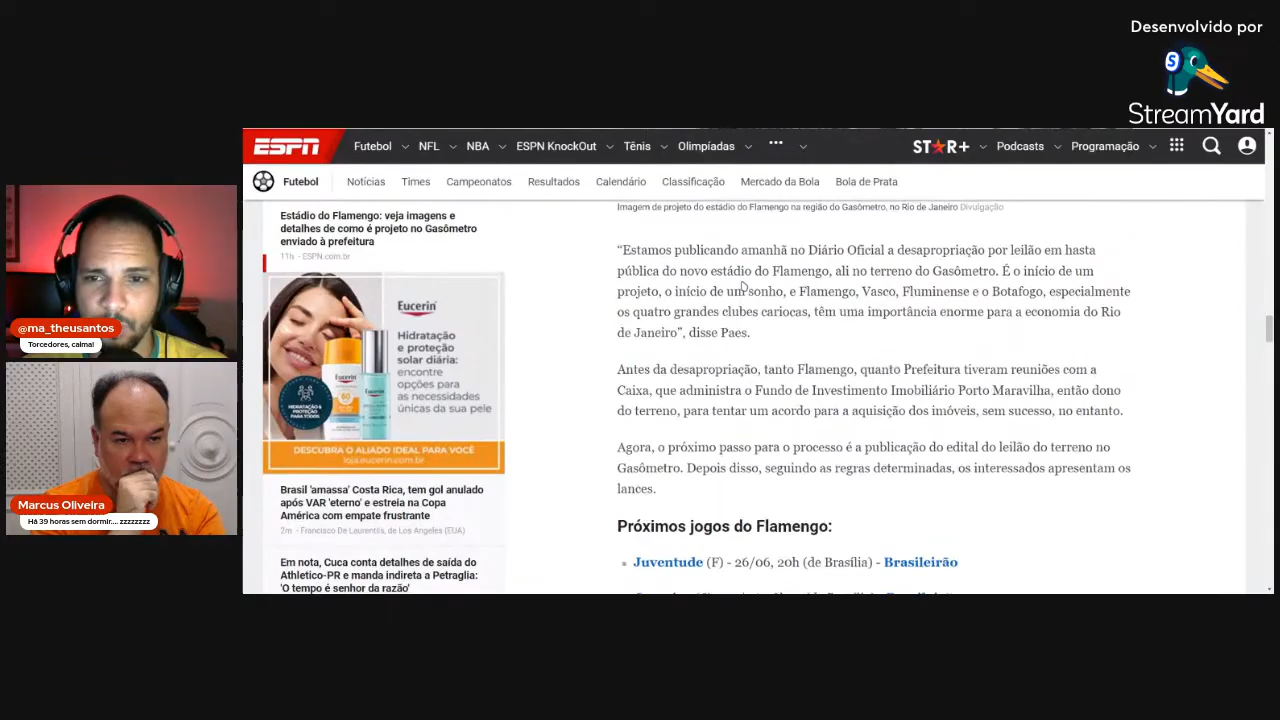 Desenvolvido por
StreamYard
ESPN
Futebol NFL NBA ESPN KnockOut Tênis Olimpíadas ... STAR+ Podcasts Programação
Futebol Notícias Times Campeonatos Resultados Calendário Classificação Mercado da Bola Bola de Prata
@ma_theusantos
Torcedores, calma!
Marcus Oliveira
Há 39 horas sem dormir.... zzzzzzzz
Estádio do Flamengo: veja imagens e
detalhes de como é projeto no Gasômetro
enviado à prefeitura
11h - ESPN.com.br
Eucerin
Hidratação
e proteção
solar diária:
encontre
opções para
as necessidades
únicas da sua pele
Eucerin
HIDRATAÇÃO &
PROTEÇÃO
PARA TODOS
DESCUBRA O ALIADO IDEAL PARA VOCÊ
loja.eucerin.com.br
Brasil 'amassa' Costa Rica, tem gol anulado
após VAR 'eterno' e estreia na Copa
América com empate frustrante
2m - Francisco De Laurentiis, de Los Angeles (EUA)
Em nota, Cuca conta detalhes de saída do
Athletico-PR e manda indireta a Petraglia:
'O tempo é senhor da razão'
Imagem de projeto do estádio do Flamengo na região do Gasômetro, no Rio de Janeiro Divulgação
“Estamos publicando amanhã no Diário Oficial a desapropriação por leilão em hasta
pública do novo estádio do Flamengo, ali no terreno do Gasômetro. É o início de um
projeto, o início de um sonho, e Flamengo, Vasco, Fluminense e o Botafogo, especialmente
os quatro grandes clubes cariocas, têm uma importância enorme para a economia do Rio
de Janeiro”, disse Paes.
Antes da desapropriação, tanto Flamengo, quanto Prefeitura tiveram reuniões com a
Caixa, que administra o Fundo de Investimento Imobiliário Porto Maravilha, então dono
do terreno, para tentar um acordo para a aquisição dos imóveis, sem sucesso, no entanto.
Agora, o próximo passo para o processo é a publicação do edital do leilão do terreno no
Gasômetro. Depois disso, seguindo as regras determinadas, os interessados apresentam os
lances.
Próximos jogos do Flamengo:
Juventude (F) - 26/06, 20h (de Brasília) - Brasileirão